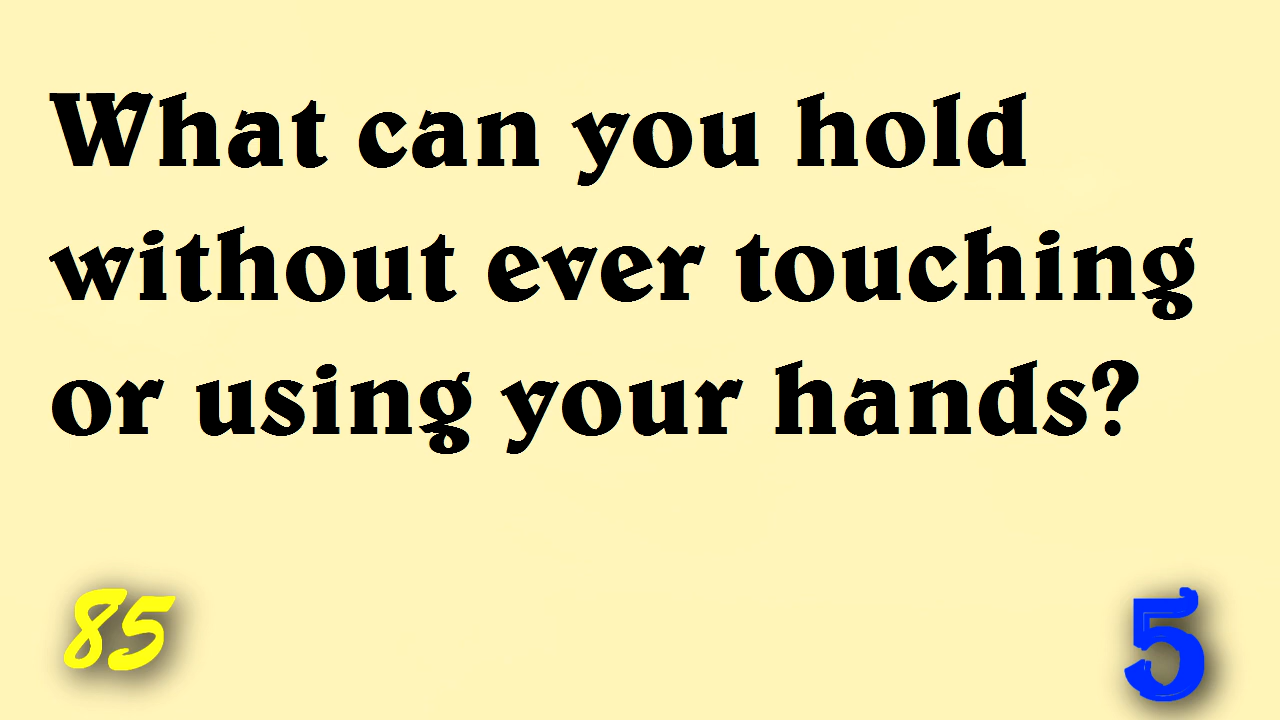 What can you hold
without ever touching
or using your hands?
85
5